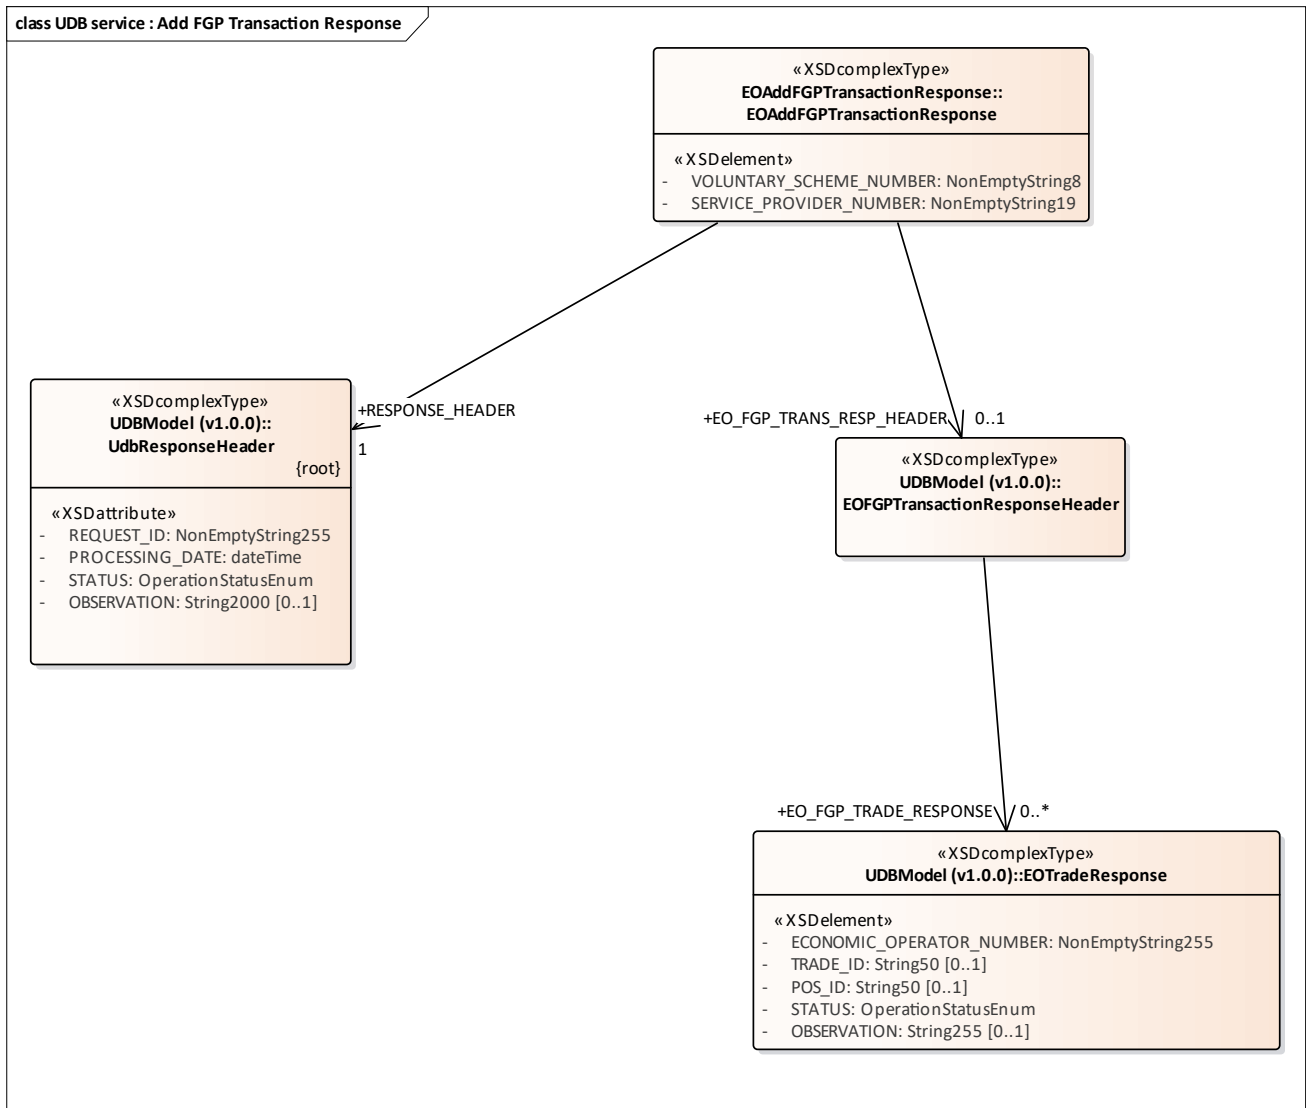 class UDB service : Add FGP Transaction Response
«XSDcomplexType»
EOAddFGPTransactionResponse::
EOAddFGPTransactionResponse
«XSDelement»
- VOLUNTARY_SCHEME_NUMBER: NonEmptyString8
- SERVICE_PROVIDER_NUMBER: NonEmptyString19
+RESPONSE_HEADER
1
«XSDcomplexType»
UDBModel (v1.0.0)::
UdbResponseHeader
{root}
«XSDattribute»
- REQUEST_ID: NonEmptyString255
- PROCESSING_DATE: dateTime
- STATUS: OperationStatusEnum
- OBSERVATION: String2000 [0..1]
+EO_FGP_TRANS_RESP_HEADER 0..1
«XSDcomplexType»
UDBModel (v1.0.0)::
EOFGPTransactionResponseHeader
+EO_FGP_TRADE_RESPONSE 0..*
«XSDcomplexType»
UDBModel (v1.0.0)::EOTradeResponse
«XSDelement»
- ECONOMIC_OPERATOR_NUMBER: NonEmptyString255
- TRADE_ID: String50 [0..1]
- POS_ID: String50 [0..1]
- STATUS: OperationStatusEnum
- OBSERVATION: String255 [0..1]